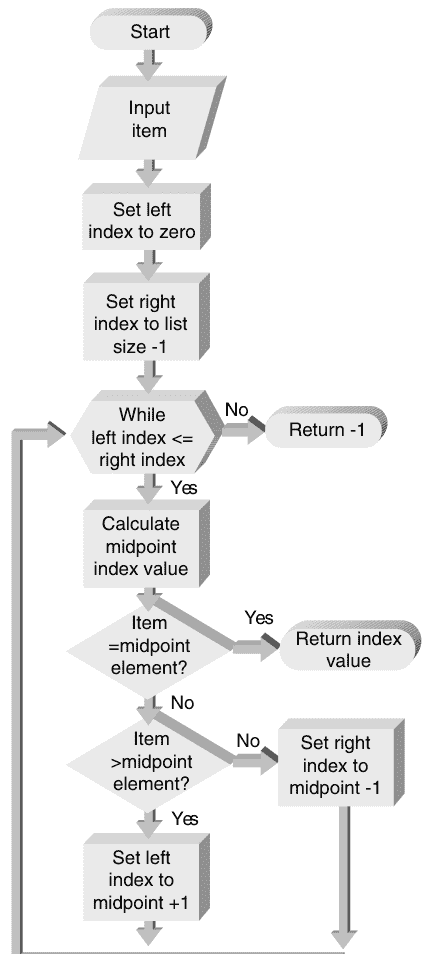 Start
Input
item
Set left
index to zero
Set right
index to list
size -1
While
left index <=
right index
No
Return -1
Yes
Calculate
midpoint
index value
Item
=midpoint
element?
Yes
Return index
value
No
Item
>midpoint
element?
No
Set right
index to
midpoint -1
Yes
Set left
index to
midpoint +1